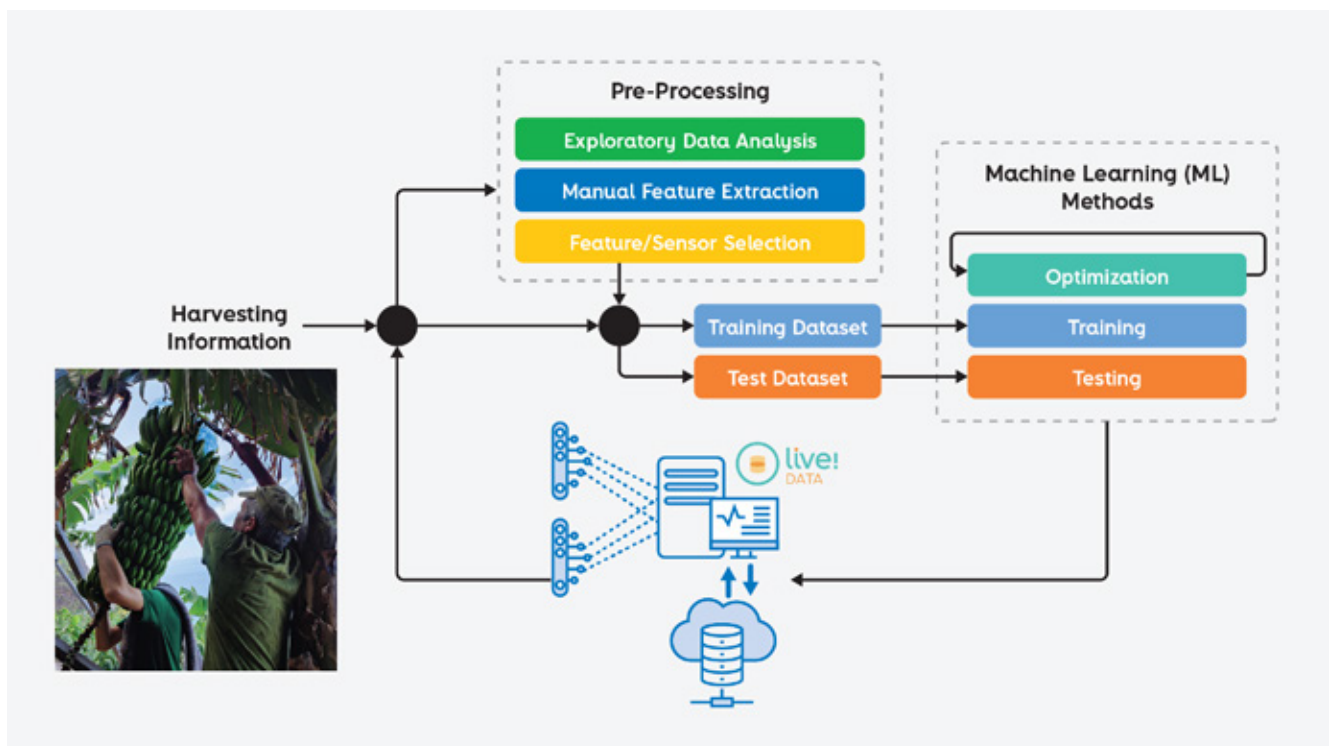 Pre-Processing
Exploratory Data Analysis
Manual Feature Extraction
Feature/Sensor Selection
Machine Learning (ML)
Methods
Optimization
Harvesting
Information
Training Dataset
Training
Test Dataset
Testing
live!
DATA